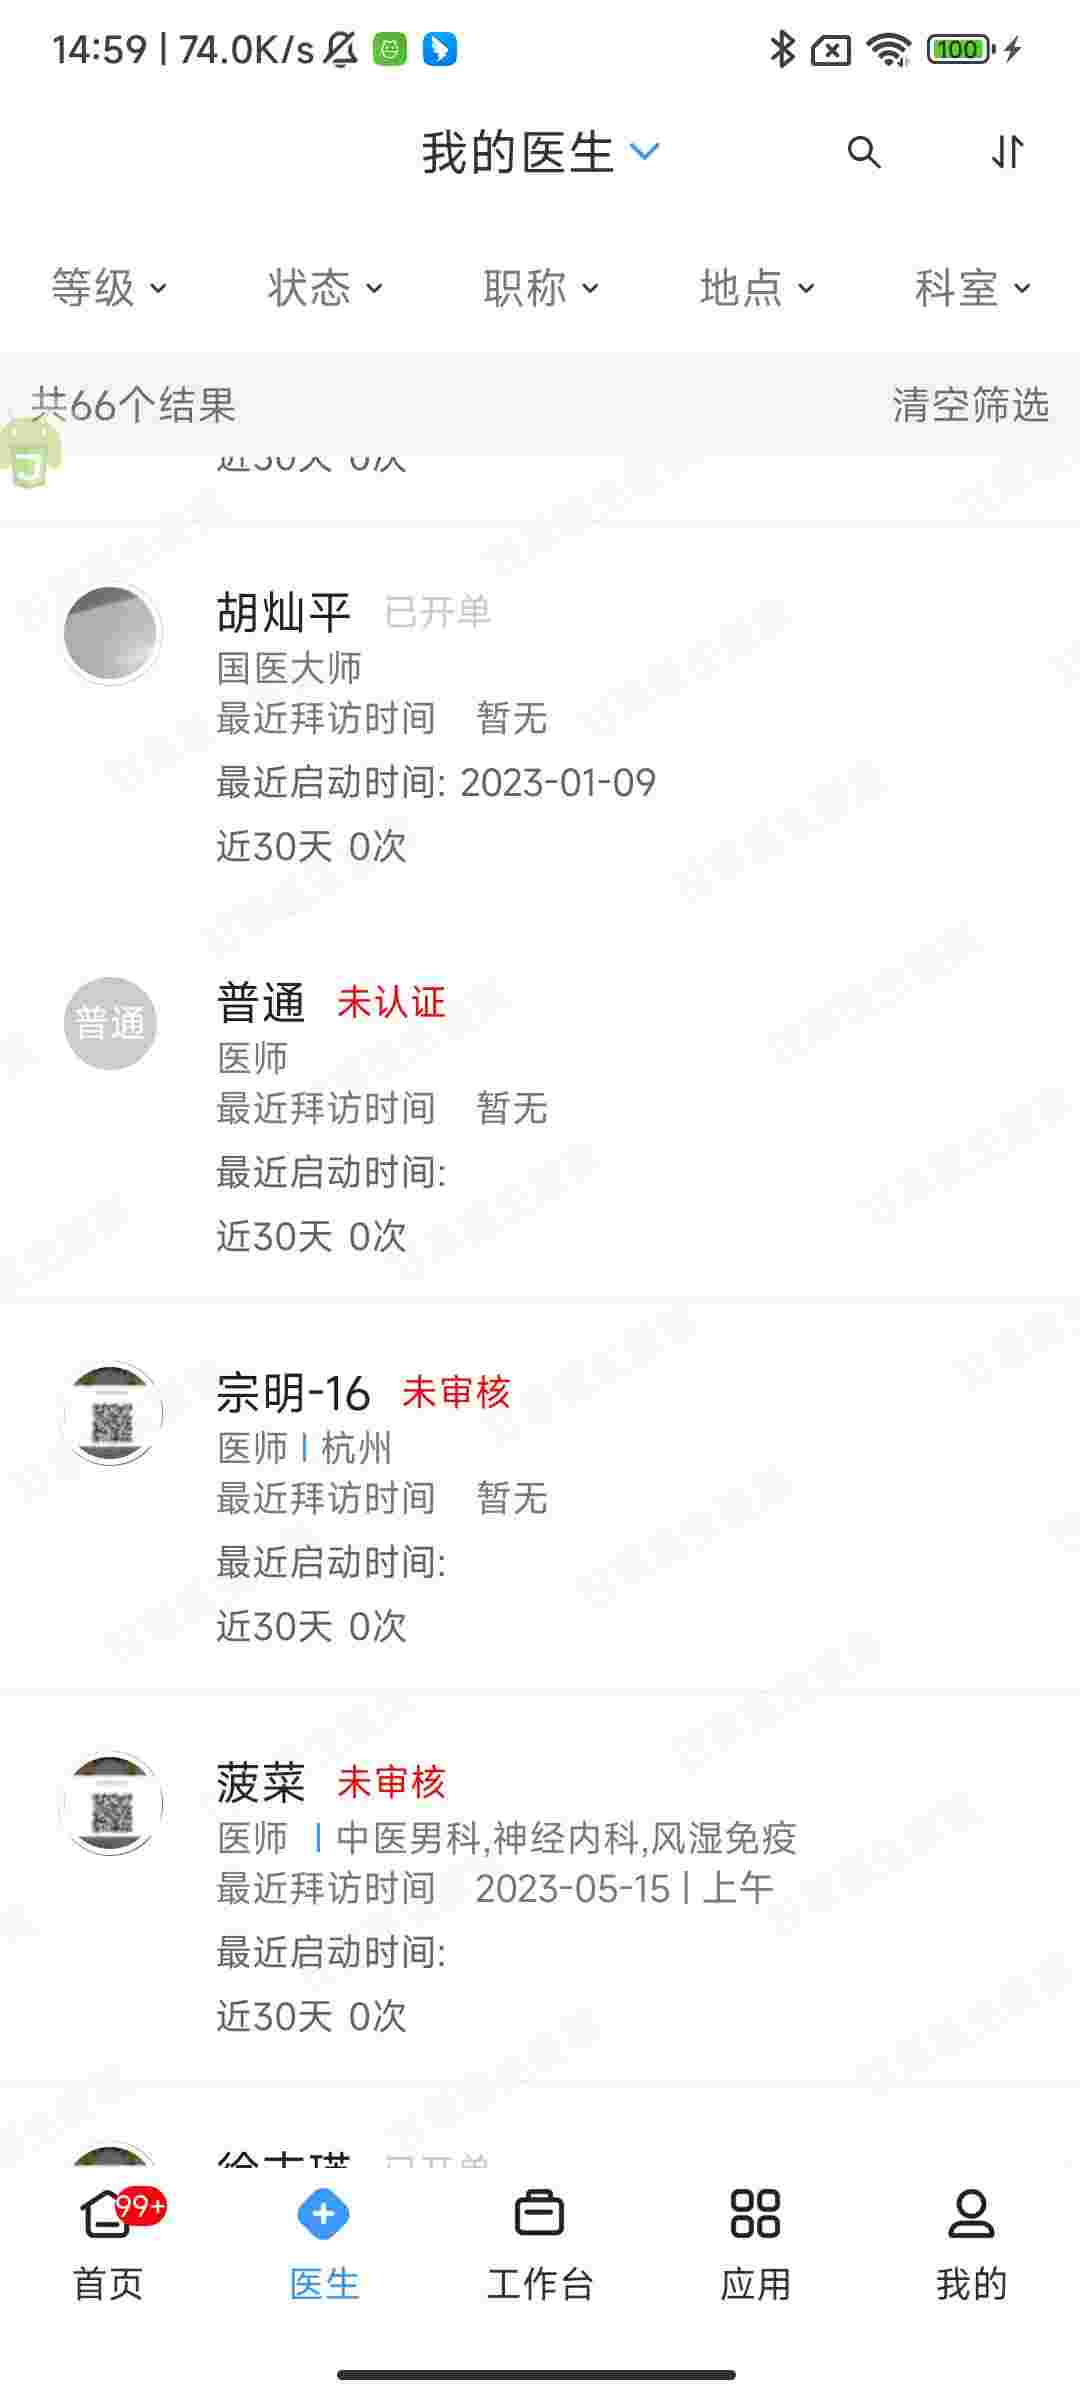 14:59 | 74.0K/s
100
我的医生
等级 状态 职称 地点 科室
共66个结果 清空筛选
近30天 0次
胡灿平 已开单
国医大师
最近拜访时间 暂无
最近启动时间: 2023-01-09
近30天 0次
普通
普通 未认证
医师
最近拜访时间 暂无
最近启动时间:
近30天 0次
宗明-16 未审核
医师 | 杭州
最近拜访时间 暂无
最近启动时间:
近30天 0次
菠菜 未审核
医师 | 中医男科,神经内科,风湿免疫
最近拜访时间 2023-05-15 | 上午
最近启动时间:
近30天 0次
已开单
99+
首页 医生 工作台 应用 我的